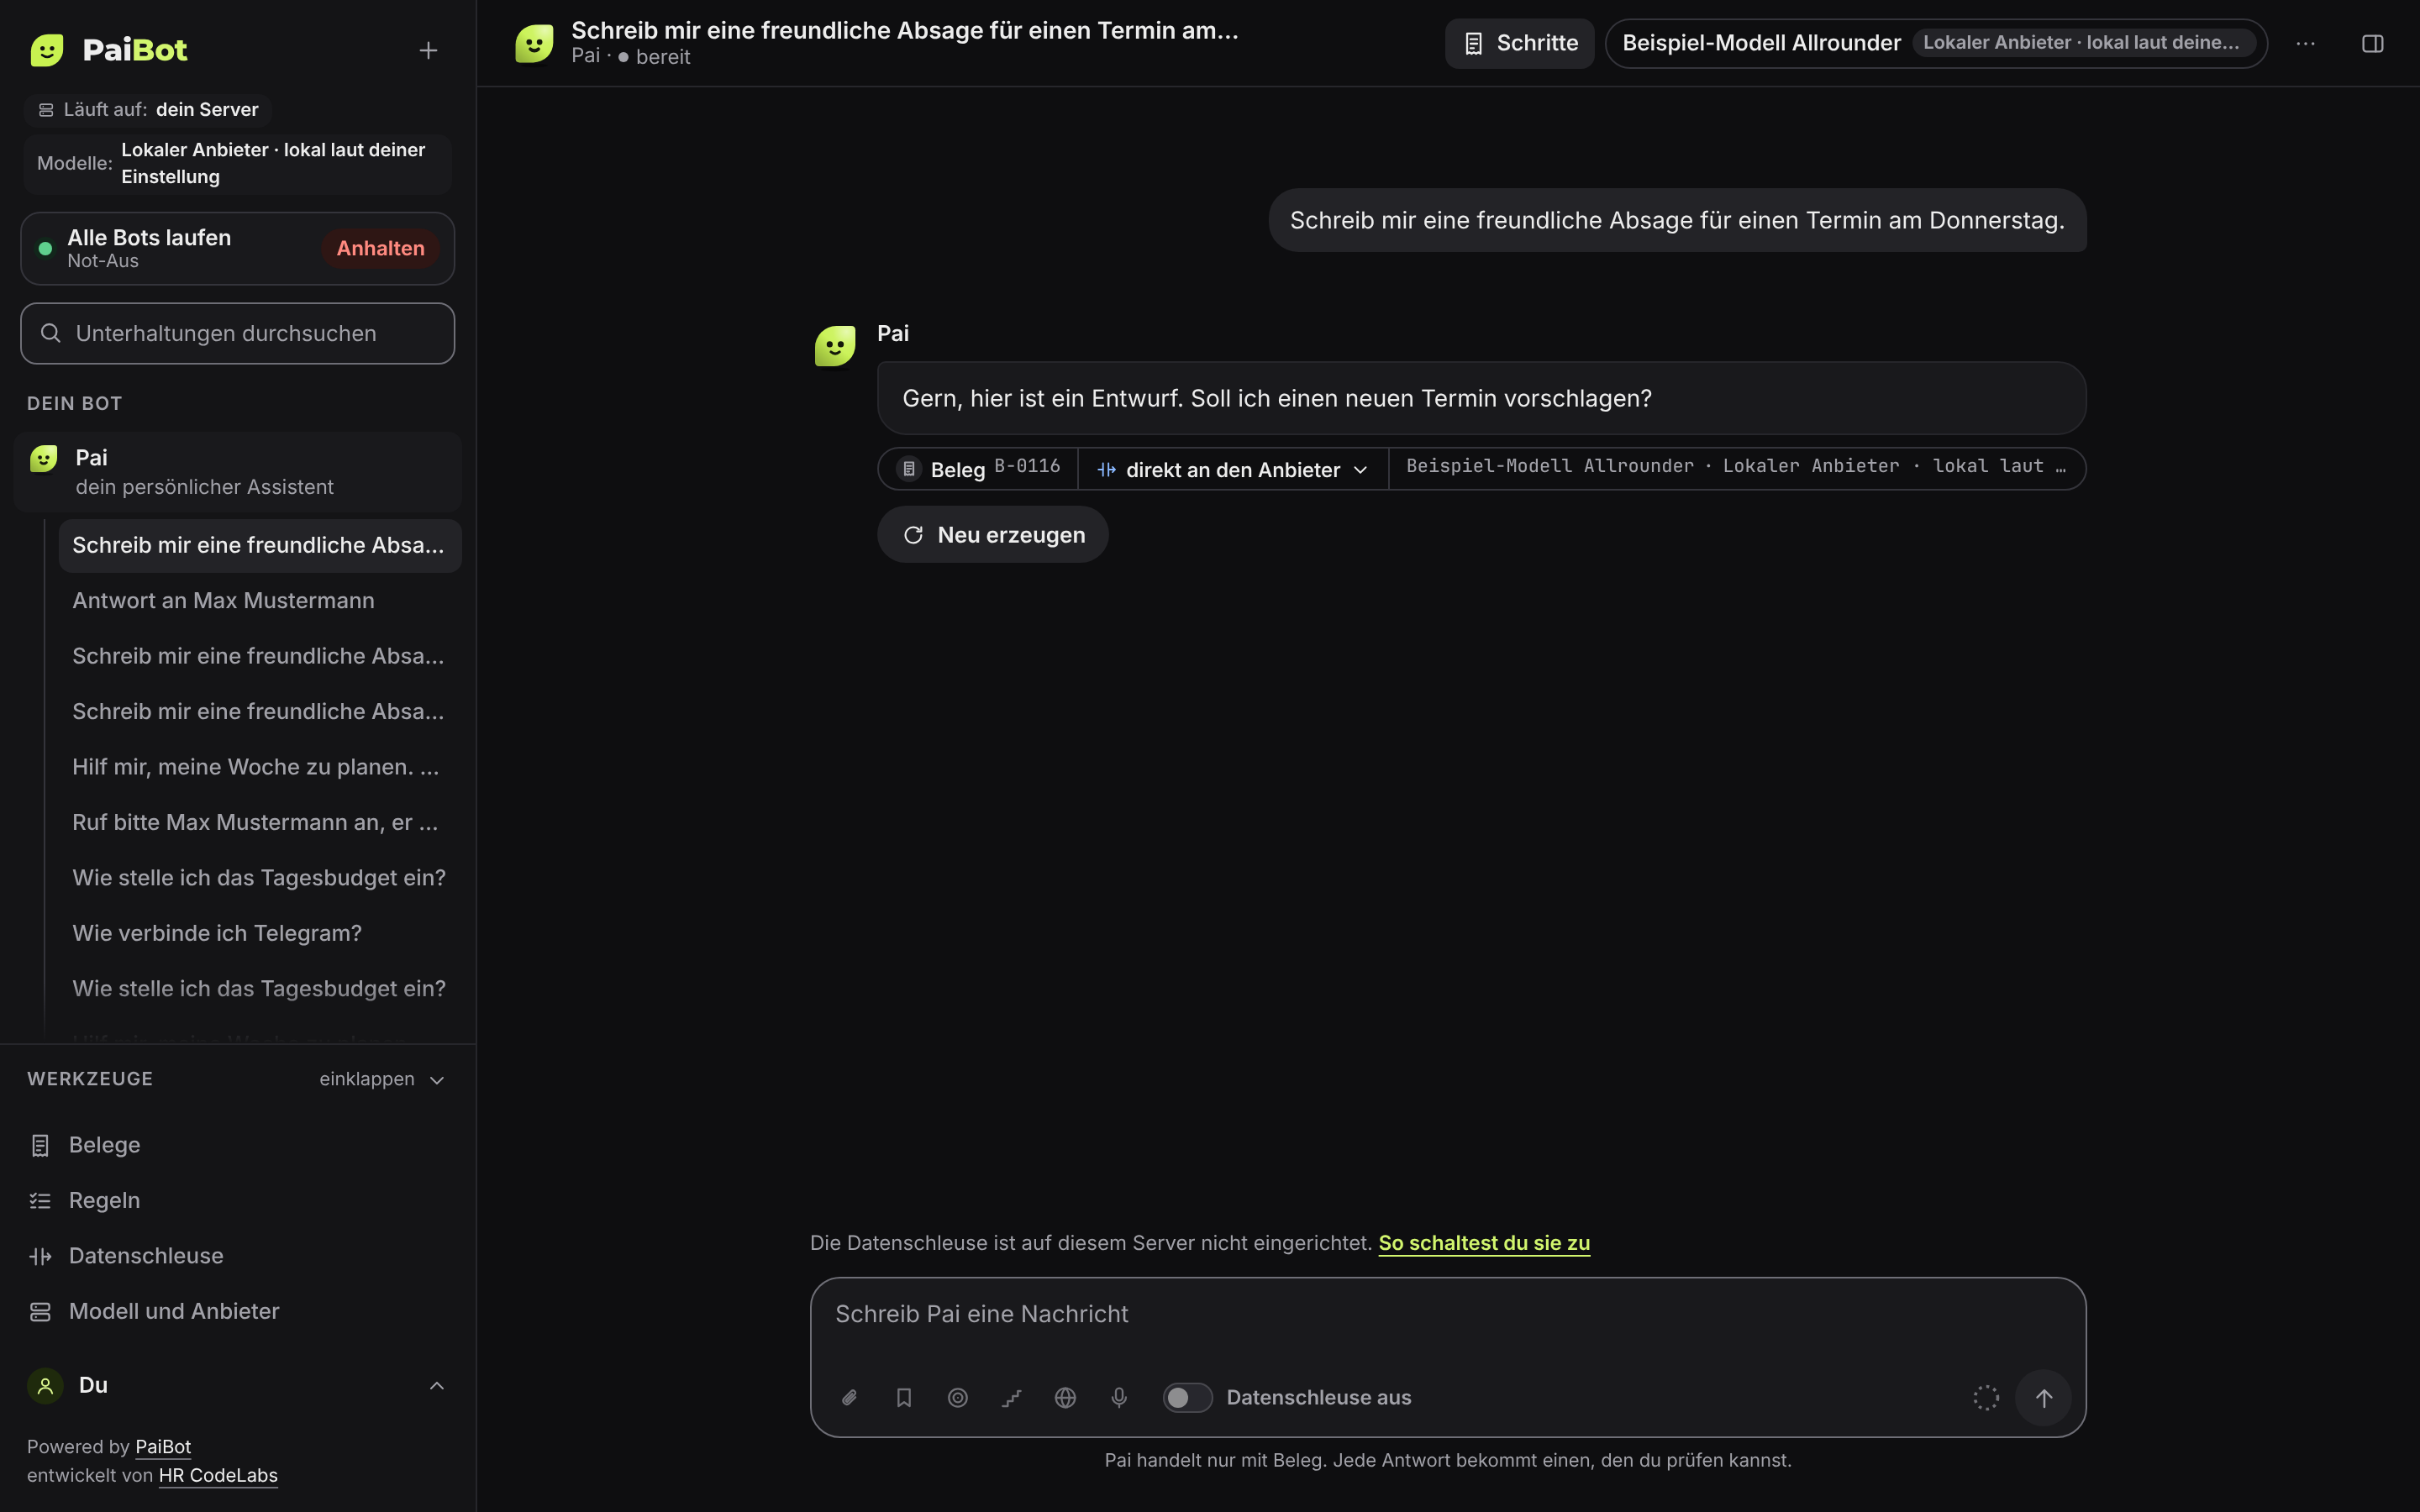 PaiBot
Läuft auf: dein Server
Modelle: Lokaler Anbieter · lokal laut deiner
Einstellung
Alle Bots laufen
Not-Aus
Anhalten
Unterhaltungen durchsuchen
DEIN BOT
Pai
dein persönlicher Assistent
Schreib mir eine freundliche Absa...
Antwort an Max Mustermann
Schreib mir eine freundliche Absa...
Schreib mir eine freundliche Absa...
Hilf mir, meine Woche zu planen. ...
Ruf bitte Max Mustermann an, er ...
Wie stelle ich das Tagesbudget ein?
Wie verbinde ich Telegram?
Wie stelle ich das Tagesbudget ein?
WERKZEUGE
einklappen
Belege
Regeln
Datenschleuse
Modell und Anbieter
Du
Powered by PaiBot
entwickelt von HR CodeLabs
Schreib mir eine freundliche Absage für einen Termin am...
Pai · bereit
Schritte
Beispiel-Modell Allrounder Lokaler Anbieter · lokal laut deine...
Schreib mir eine freundliche Absage für einen Termin am Donnerstag.
Pai
Gern, hier ist ein Entwurf. Soll ich einen neuen Termin vorschlagen?
Beleg B-0116 direkt an den Anbieter Beispiel-Modell Allrounder · Lokaler Anbieter · lokal laut …
Neu erzeugen
Die Datenschleuse ist auf diesem Server nicht eingerichtet. So schaltest du sie zu
Schreib Pai eine Nachricht
Datenschleuse aus
Pai handelt nur mit Beleg. Jede Antwort bekommt einen, den du prüfen kannst.